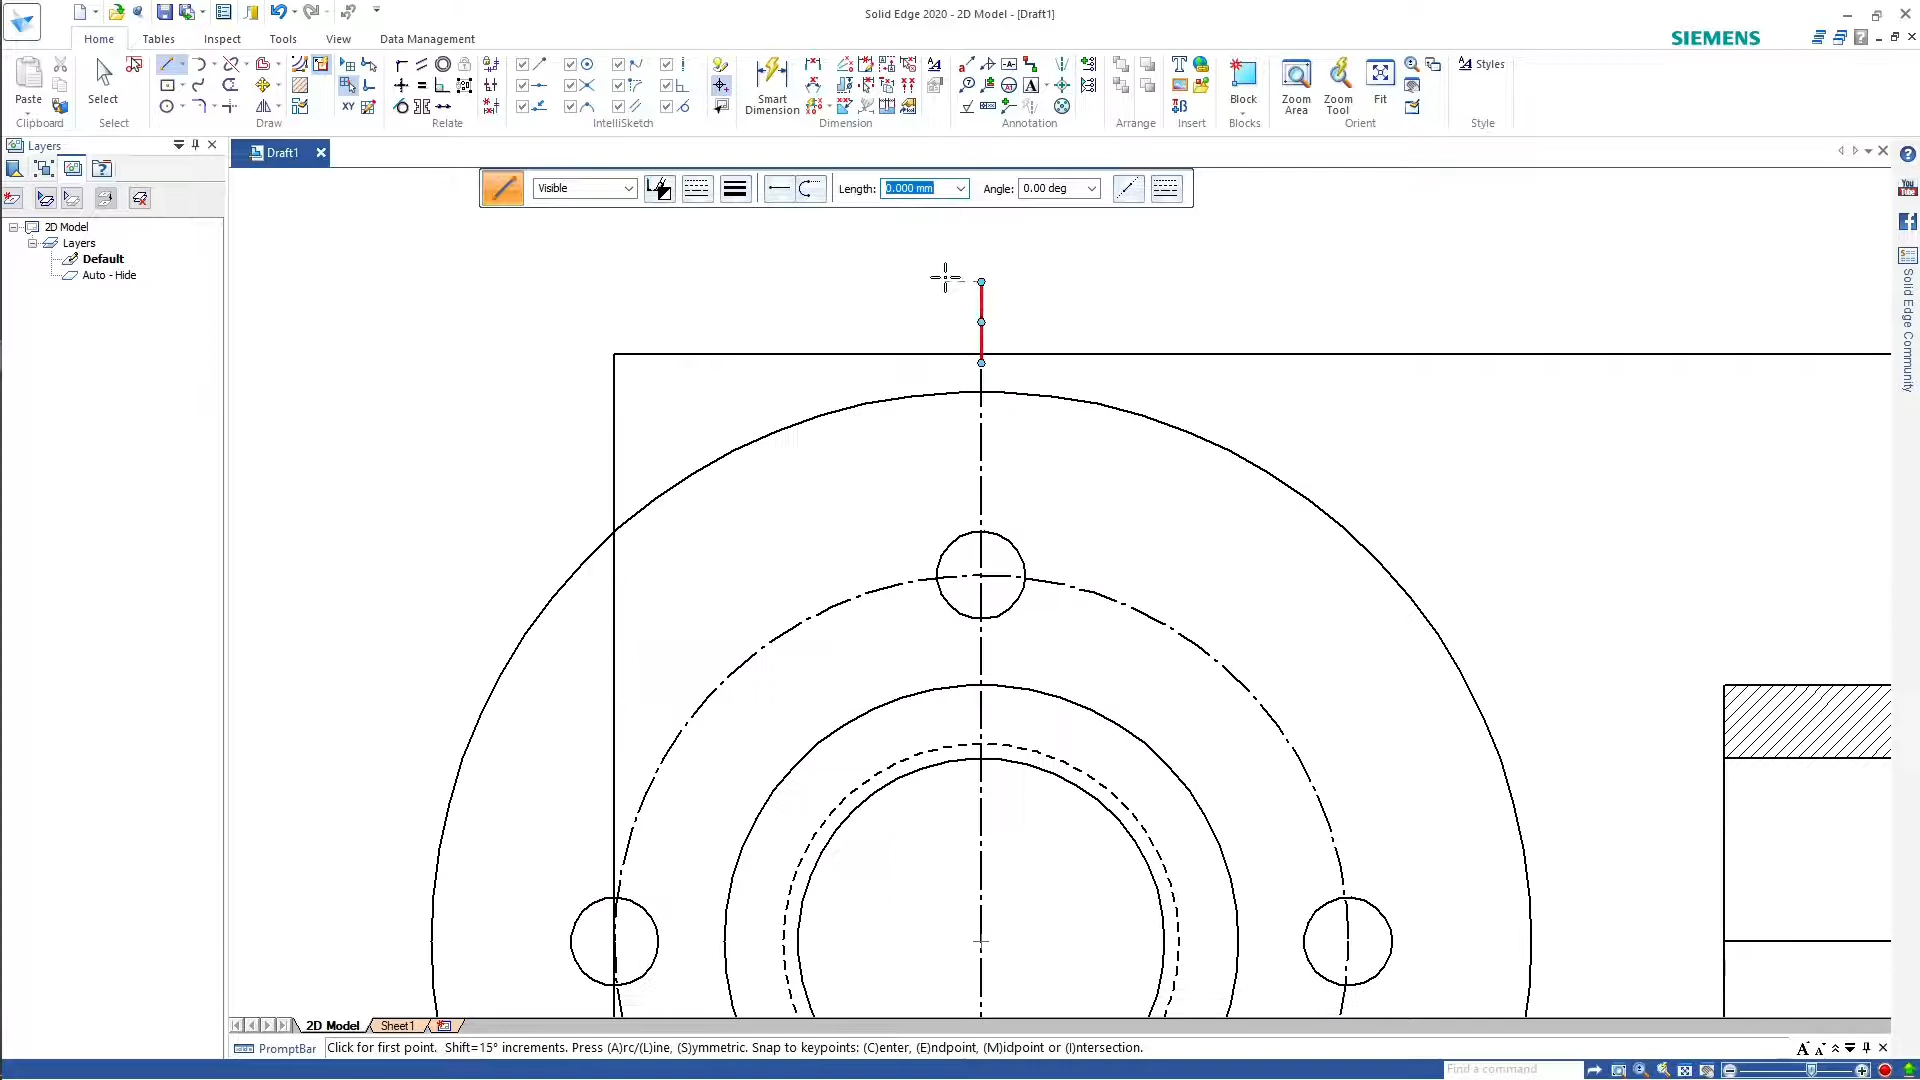 Solid Edge 2020 - 2D Model - [Draft1]
Home
Tables
Inspect
Tools
View
Data Management
SIEMENS
Paste
Select
Smart
Dimension
Block
Zoom
Area
Zoom
Tool
Fit
Styles
XY
Clipboard
Select
Draw
Relate
IntelliSketch
Dimension
Annotation
Arrange
Insert
Blocks
Orient
Style
Layers
Draft1
Visible
Length:
0.000 mm
Angle:
0.00 deg
You
Tube
2D Model
Layers
Default
Auto - Hide
Solid Edge Community
2D Model
Sheet1
PromptBar
Click for first point. Shift=15° increments. Press (A)rc/(L)ine, (S)ymmetric. Snap to keypoints: (C)enter, (E)ndpoint, (M)idpoint or (I)ntersection.
Find a command